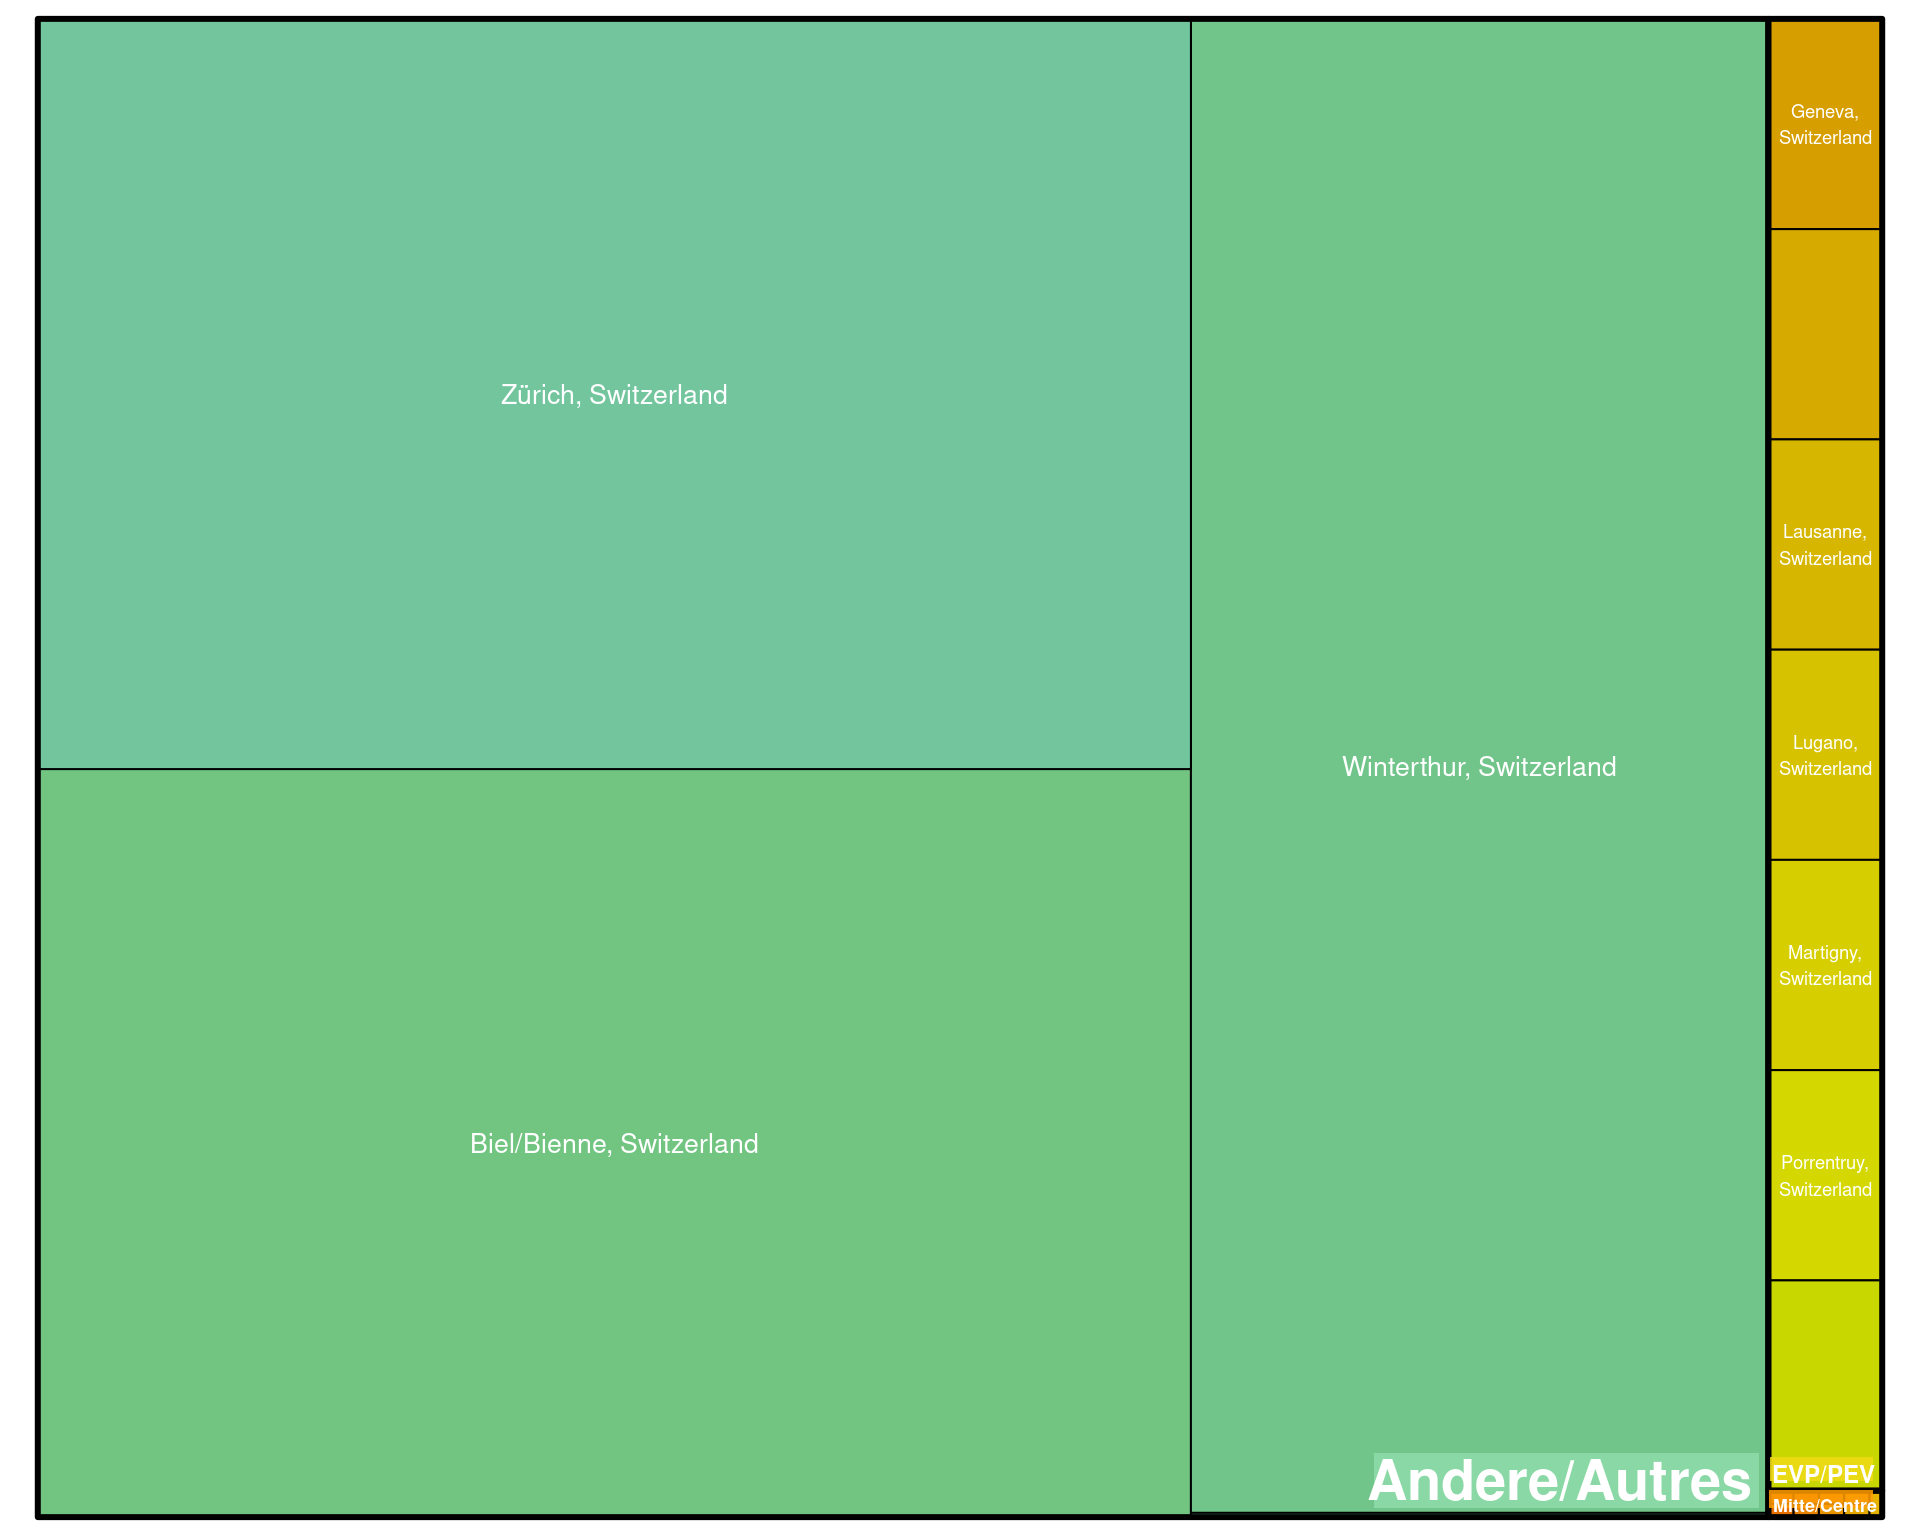 Zürich, Switzerland
Biel/Bienne, Switzerland
Winterthur, Switzerland
Andere/Autres
Geneva,
Switzerland
Lausanne,
Switzerland
Lugano,
Switzerland
Martigny,
Switzerland
Porrentruy,
Switzerland
EVP/PEV
Mitte/Centre